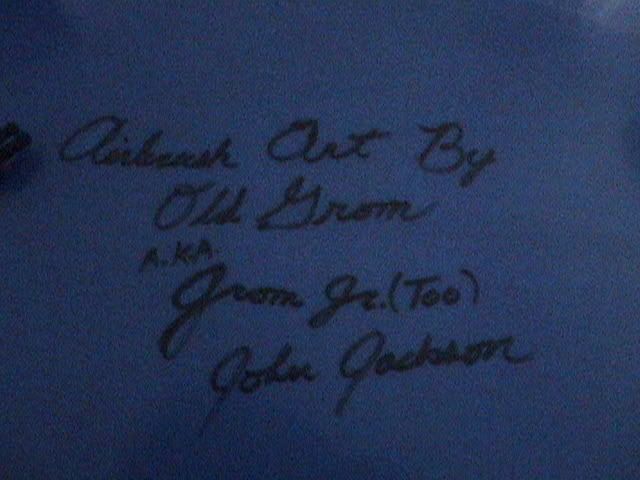 Airbrush Art By
Old Grom
A.K.A.
Grom Jr. (Too)
John Jackson